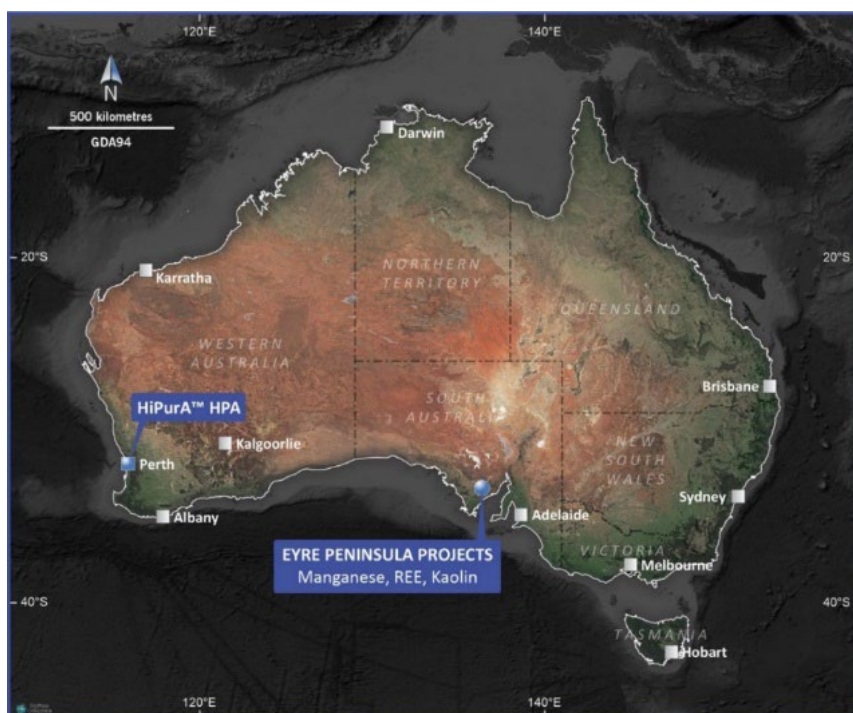 120°E
140°E
N
500 kilometres
GDA94
Darwin
20°S
20°S
Karratha
NORTHERN
TERRITORY
QUEENSLAND
WESTERN
AUSTRALIA
SOUTH
AUSTRALI
Brisbane
HiPurA™ HPA
Kalgoorlie
Perth
NEW
SOUTH
WALES
Sydney
Albany
Adelaide
EYRE PENINSULA PROJECTS
Manganese, REE, Kaolin
VICTORIA
Melbourne
40°S
40°S
TASMANIA
Hobart
120°E
140°E